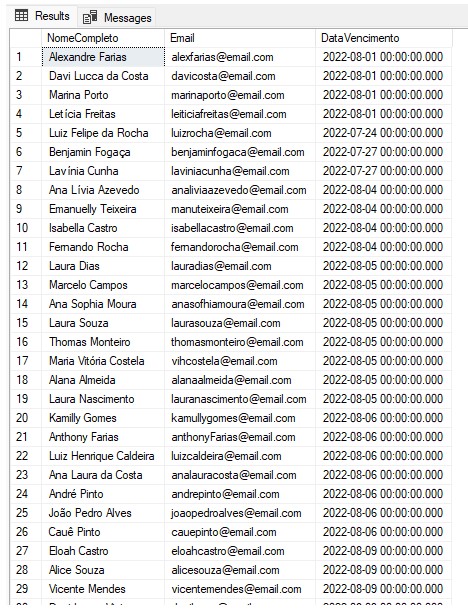 Results Messages
NomeCompleto Email DataVencimento
1 Alexandre Farias alexfarias@email.com 2022-08-01 00:00:00.000
2 Davi Lucca da Costa davicosta@email.com 2022-08-01 00:00:00.000
3 Marina Porto marinaporto@email.com 2022-08-01 00:00:00.000
4 Letícia Freitas leiticiafreitas@email.com 2022-08-01 00:00:00.000
5 Luiz Felipe da Rocha luizrocha@email.com 2022-07-24 00:00:00.000
6 Benjamin Fogaça benjaminfogaca@email.com 2022-07-27 00:00:00.000
7 Lavínia Cunha laviniacunha@email.com 2022-07-27 00:00:00.000
8 Ana Lívia Azevedo analiviaazevedo@email.com 2022-08-04 00:00:00.000
9 Emanuelly Teixeira manuteixeira@email.com 2022-08-04 00:00:00.000
10 Isabella Castro isabellacastro@email.com 2022-08-04 00:00:00.000
11 Fernando Rocha fernandorocha@email.com 2022-08-04 00:00:00.000
12 Laura Dias lauradias@email.com 2022-08-05 00:00:00.000
13 Marcelo Campos marcelocampos@email.com 2022-08-05 00:00:00.000
14 Ana Sophia Moura anasofhiamoura@email.com 2022-08-05 00:00:00.000
15 Laura Souza laurasouza@email.com 2022-08-05 00:00:00.000
16 Thomas Monteiro thomasmonteiro@email.com 2022-08-05 00:00:00.000
17 Maria Vitória Costela vihcostela@email.com 2022-08-05 00:00:00.000
18 Alana Almeida alanaalmeida@email.com 2022-08-05 00:00:00.000
19 Laura Nascimento lauranascimento@email.com 2022-08-05 00:00:00.000
20 Kamilly Gomes kamullygomes@email.com 2022-08-06 00:00:00.000
21 Anthony Farias anthonyFarias@email.com 2022-08-06 00:00:00.000
22 Luiz Henrique Caldeira luizcaldeira@email.com 2022-08-06 00:00:00.000
23 Ana Laura da Costa analauracosta@email.com 2022-08-06 00:00:00.000
24 André Pinto andrepinto@email.com 2022-08-06 00:00:00.000
25 João Pedro Alves joaopedroalves@email.com 2022-08-06 00:00:00.000
26 Cauê Pinto cauepinto@email.com 2022-08-06 00:00:00.000
27 Eloah Castro eloahcastro@email.com 2022-08-09 00:00:00.000
28 Alice Souza alicesouza@email.com 2022-08-09 00:00:00.000
29 Vicente Mendes vicentemendes@email.com 2022-08-09 00:00:00.000